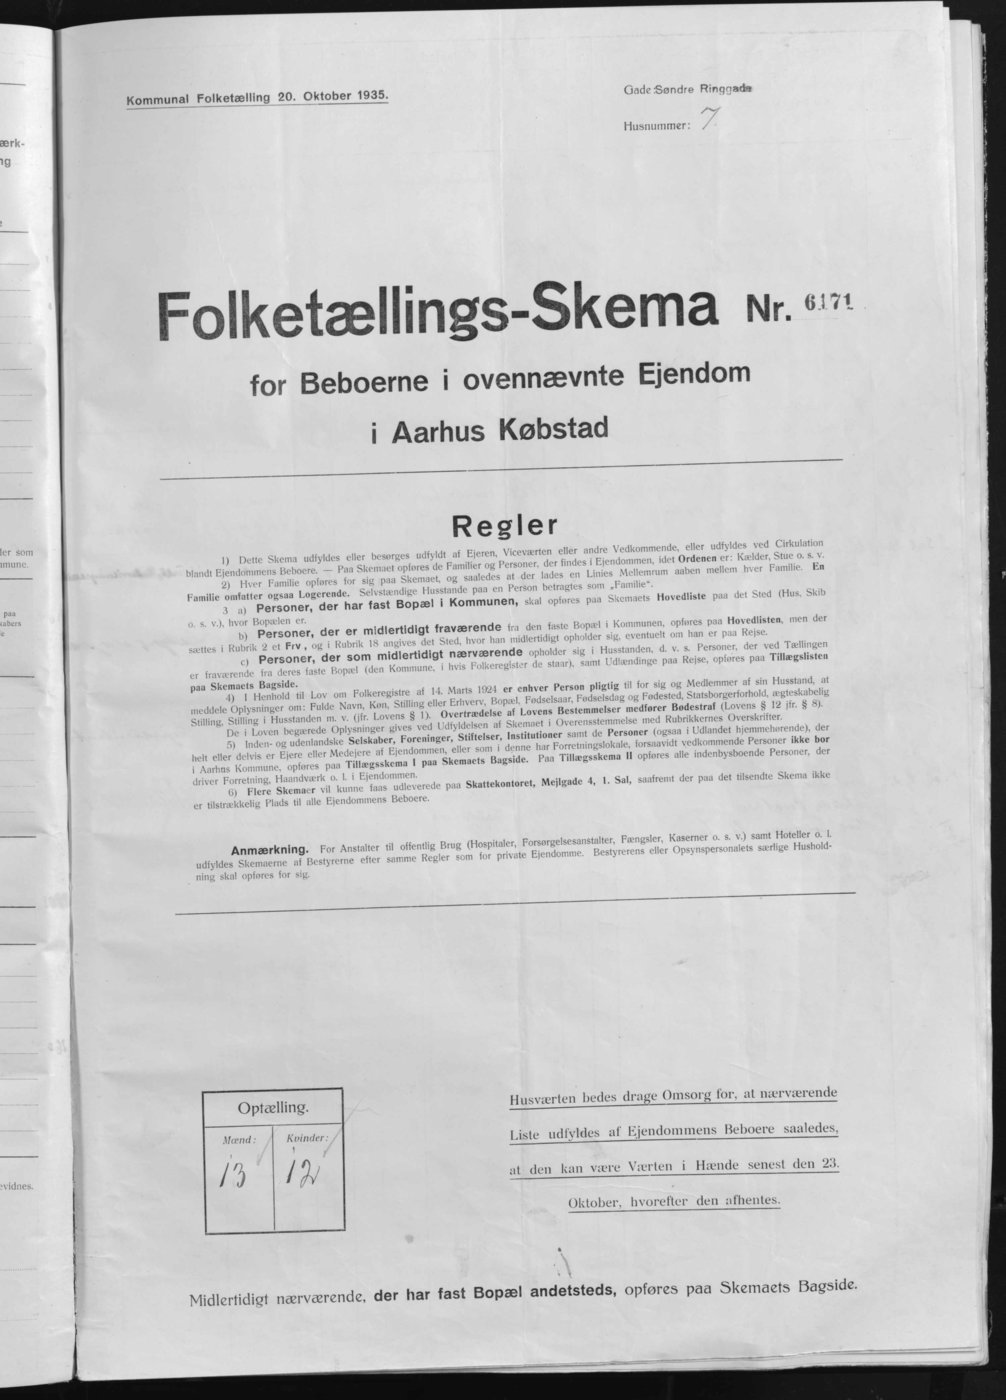 Kommunal Folketælling 20. Oktober 1935.
Gade: Søndre Ringgade
Husnummer: 7
Folketællings-Skema Nr. 6171
for Beboerne i ovennævnte Ejendom
i Aarhus Købstad
Regler
1) Dette Skema udfyldes eller besørges udfyldt af Ejeren, Viceværten eller andre Vedkommende, eller udfyldes ved Cirkulation
blandt Ejendommens Beboere. — Paa Skemaet opføres de Familier og Personer, der findes i Ejendommen, idet Ordenen er: Kælder, Stue o. s. v.
2) Hver Familie opføres for sig paa Skemaet, og saaledes at der lades en Linies Mellemrum aaben mellem hver Familie. En
Familie omfatter ogsaa Logerende. Selvstændige Husstande paa en Person betragtes som „Familie“.
3 a) Personer, der har fast Bopæl i Kommunen, skal opføres paa Skemaets Hovedliste paa det Sted (Hus, Skib
o. s. v.), hvor Bopælen er.
b) Personer, der er midlertidigt fraværende fra den faste Bopæl i Kommunen, opføres paa Hovedlisten, men der
sættes i Rubrik 2 et Frv, og i Rubrik 18 angives det Sted, hvor han midlertidigt opholder sig, eventuelt om han er paa Rejse.
c) Personer, der som midlertidigt nærværende opholder sig i Husstanden, d. v. s. Personer, der ved Tællingen
er fraværende fra deres faste Bopæl (den Kommune, i hvis Folkeregister de staar), samt Udlændinge paa Rejse, opføres paa Tillægslisten
paa Skemaets Bagside.
4) I Henhold til Lov om Folkeregistre af 14. Marts 1924 er enhver Person pligtig til for sig og Medlemmer af sin Husstand, at
meddele Oplysninger om: Fulde Navn, Køn, Stilling eller Erhverv, Bopæl, Fødselsaar, Fødselsdag og Fødested, Statsborgerforhold, ægteskabelig
Stilling, Stilling i Husstanden m. v. (jfr. Lovens § 1). Overtrædelse af Lovens Bestemmelser medfører Bødestraf (Lovens § 12 jfr. § 8).
De i Loven begærede Oplysninger gives ved Udfyldelsen af Skemaet i Overensstemmelse med Rubrikkernes Overskrifter.
5) Inden- og udenlandske Selskaber, Foreninger, Stiftelser, Institutioner samt de Personer (ogsaa i Udlandet hjemmehørende), der
helt eller delvis er Ejere eller Medejere af Ejendommen, eller som i denne har Forretningslokale, forsaavidt vedkommende Personer ikke bor
i Aarhus Kommune, opføres paa Tillægsskema I paa Skemaets Bagside. Paa Tillægsskema II opføres alle indenbysboende Personer, der
driver Forretning, Haandværk o. l. i Ejendommen.
6) Flere Skemaer vil kunne faas udleverede paa Skattekontoret, Mejlgade 4, 1. Sal, saafremt der paa det tilsendte Skema ikke
er tilstrækkelig Plads til alle Ejendommens Beboere.
Anmærkning. For Anstalter til offentlig Brug (Hospitaler, Forsørgelsesanstalter, Fængsler, Kaserner o. s. v.) samt Hoteller o. l.
udfyldes Skemaerne af Bestyrerne efter samme Regler som for private Ejendomme. Bestyrerens eller Opsynspersonalets særlige Hushold-
ning skal opføres for sig.
Optælling.
Mænd: Kvinder:
13 12
Husværten bedes drage Omsorg for, at nærværende
Liste udfyldes af Ejendommens Beboere saaledes,
at den kan være Værten i Hænde senest den 23.
Oktober, hvorefter den afhentes.
Midlertidigt nærværende, der har fast Bopæl andetsteds, opføres paa Skemaets Bagside.